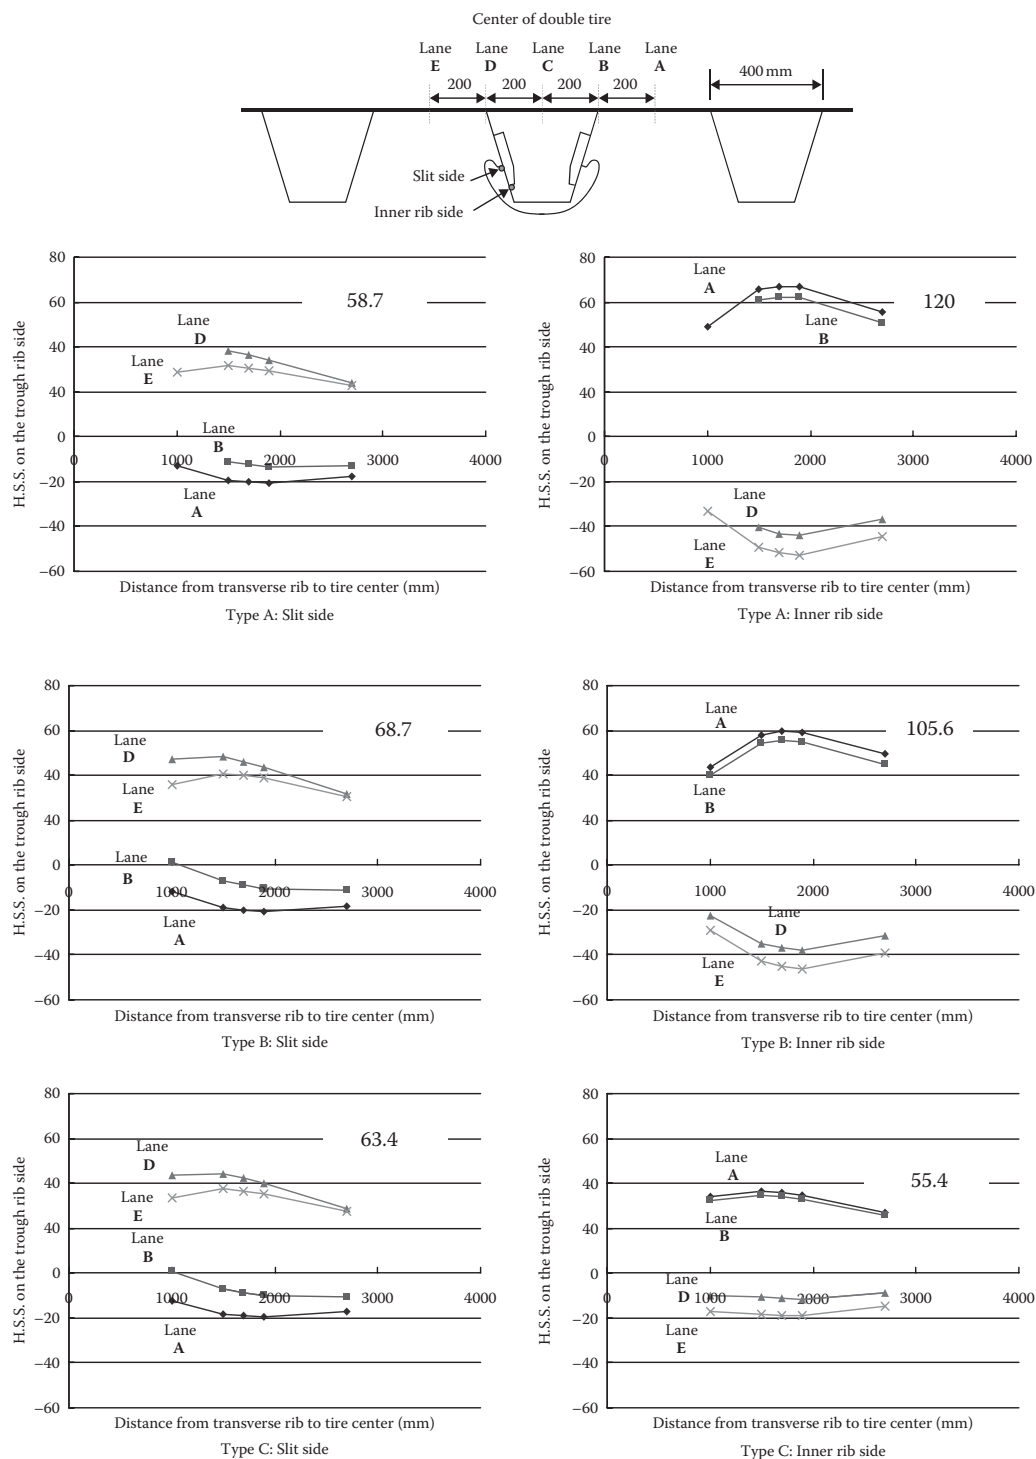 Center of double tire
Lane Lane Lane Lane Lane
E D C B A
200 200 200 200 400 mm
Slit side
Inner rib side
H.S.S. on the trough rib side
80
60
40
40
0
−20
−40
−60
0 1000 2000 3000 4000
58.7
Lane
D
Lane
E
Lane
B
Lane
A
Distance from transverse rib to tire center (mm)
Type A: Slit side
H.S.S. on the trough rib side
80
60
40
40
0
−20
−40
−60
0 1000 2000 3000 4000
120
Lane
A
Lane
B
Lane
D
Lane
E
Distance from transverse rib to tire center (mm)
Type A: Inner rib side
H.S.S. on the trough rib side
80
60
40
40
0
−20
−40
−60
0 1000 2000 3000 4000
68.7
Lane
D
Lane
E
Lane
B
Lane
A
Distance from transverse rib to tire center (mm)
Type B: Slit side
H.S.S. on the trough rib side
80
60
40
40
0
−20
−40
−60
0 1000 2000 3000 4000
105.6
Lane
A
Lane
B
Lane
D
Lane
E
Distance from transverse rib to tire center (mm)
Type B: Inner rib side
H.S.S. on the trough rib side
80
60
40
40
0
−20
−40
−60
0 1000 2000 3000 4000
63.4
Lane
D
Lane
E
Lane
B
Lane
A
Distance from transverse rib to tire center (mm)
Type C: Slit side
H.S.S. on the trough rib side
80
60
40
40
0
−20
−40
−60
0 1000 2000 3000 4000
55.4
Lane
A
Lane
B
Lane
D
Lane
E
Distance from transverse rib to tire center (mm)
Type C: Inner rib side